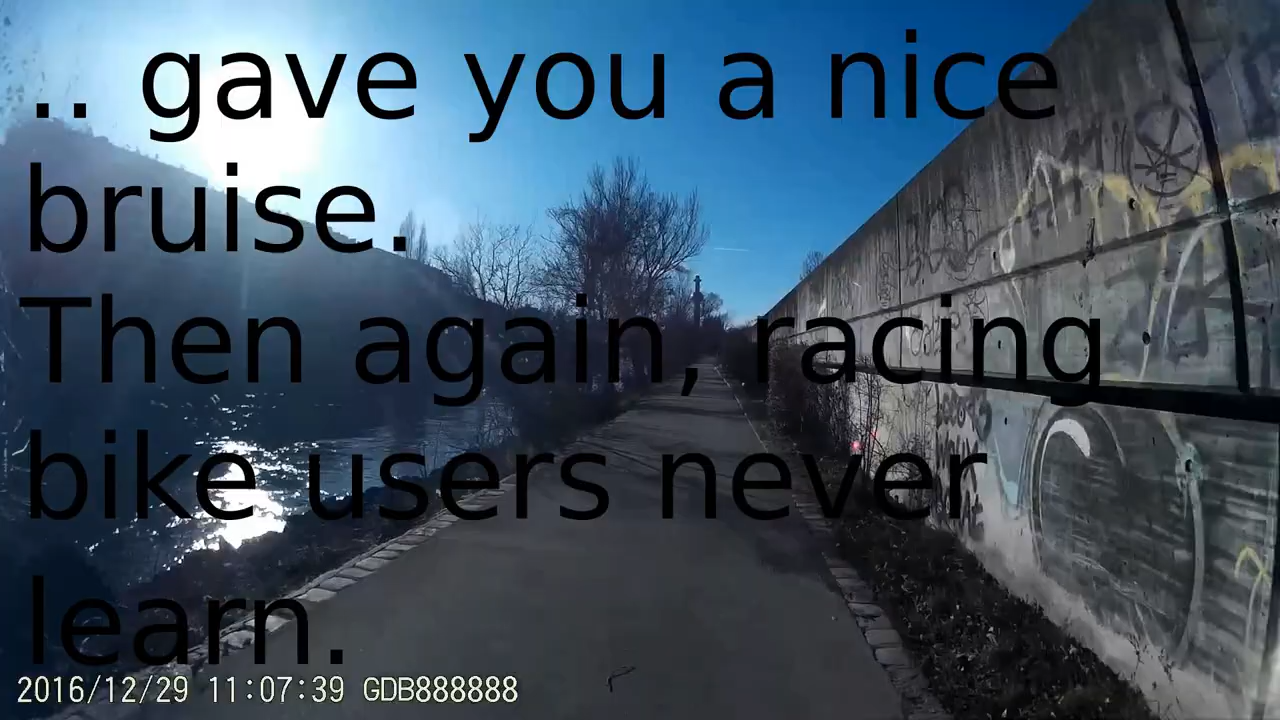 .. gave you a nice
bruise.
Then again, racing
bike users never
learn.
2016/12/29 11:07:39 GDB888888